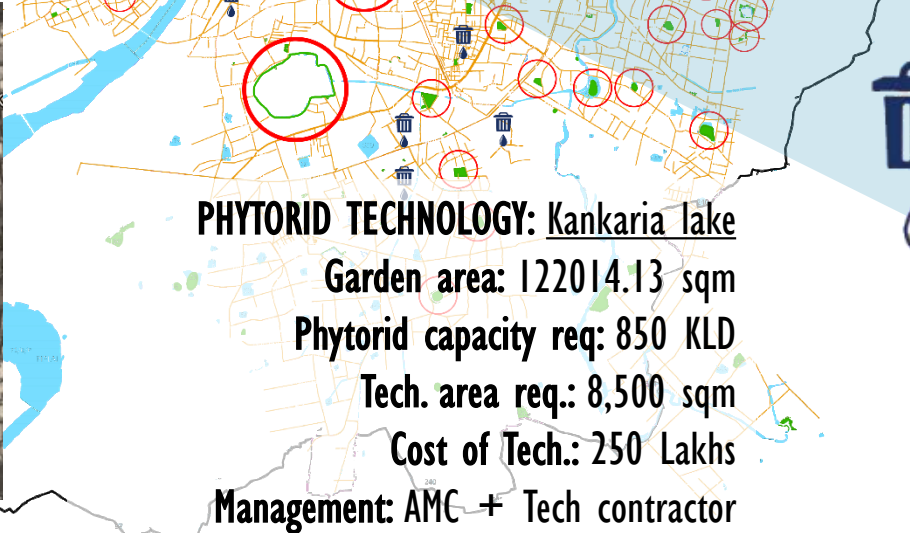 PHYTORID TECHNOLOGY: Kankaria lake
Garden area: 122014.13 sqm
Phytorid capacity req: 850 KLD
Tech. area req.: 8,500 sqm
Cost of Tech.: 250 Lakhs
240
Management: AMC + Tech contractor